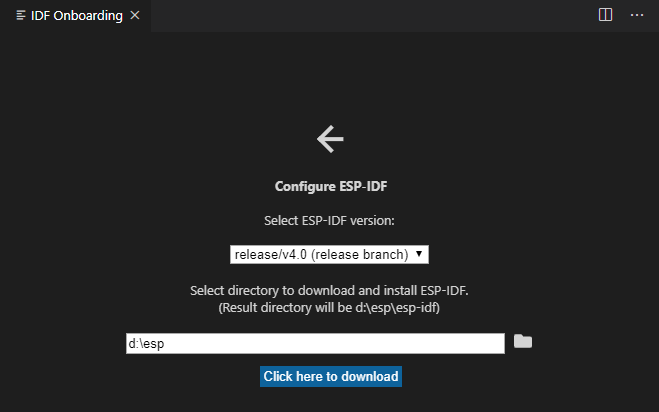 IDF Onboarding
Configure ESP-IDF
Select ESP-IDF version:
release/v4.0 (release branch)
Select directory to download and install ESP-IDF.
(Result directory will be d:\esp\esp-idf)
d:\esp
Click here to download